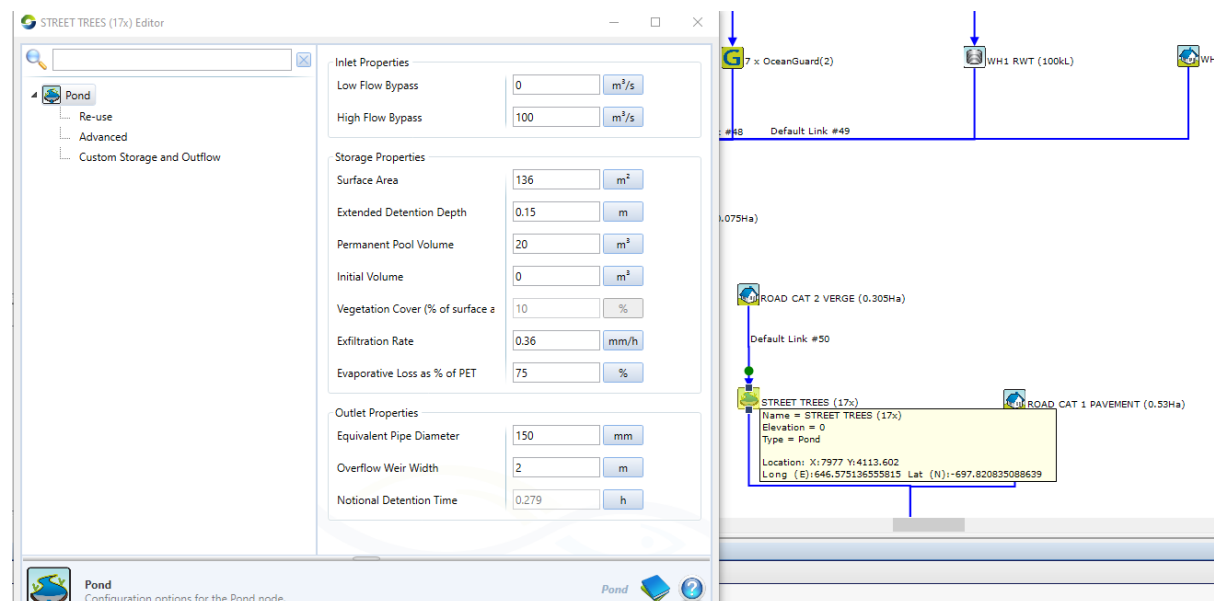 STREET TREES (17x) Editor
Pond
Re-use
Advanced
Custom Storage and Outflow
Inlet Properties
Low Flow Bypass 0 m³/s
High Flow Bypass 100 m³/s
Storage Properties
Surface Area 136 m²
Extended Detention Depth 0.15 m
Permanent Pool Volume 20 m³
Initial Volume 0 m³
Vegetation Cover (% of surface a 10 %
Exfiltration Rate 0.36 mm/h
Evaporative Loss as % of PET 75 %
Outlet Properties
Equivalent Pipe Diameter 150 mm
Overflow Weir Width 2 m
Notional Detention Time 0.279 h
Pond
Configuration options for the Pond node
Pond
7 x OceanGuard(2)
WH1 RWT (100kL)
WH
#48 Default Link #49
.075Ha)
ROAD CAT 2 VERGE (0.305Ha)
Default Link #50
STREET TREES (17x)
ROAD CAT 1 PAVEMENT (0.53Ha)
Name = STREET TREES (17x)
Elevation = 0
Type = Pond
Location: X:7977 Y:4113.602
Long (E):646.575136555815 Lat (N):-697.820835088639